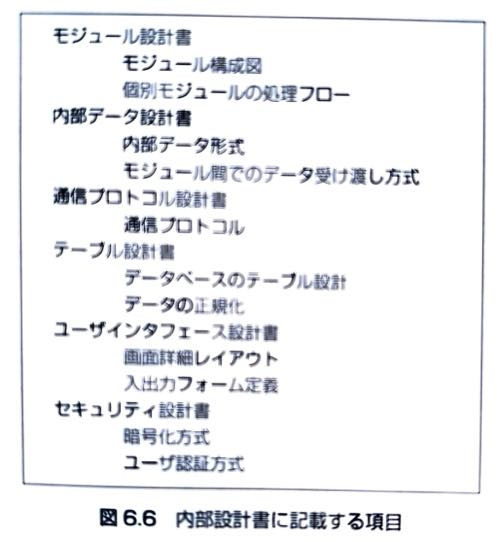 モジュール設計書
モジュール構成図
個別モジュールの処理フロー
内部データ設計書
内部データ形式
モジュール間でのデータ受け渡し方式
通信プロトコル設計書
通信プロトコル
テーブル設計書
データベースのテーブル設計
データの正規化
ユーザインタフェース設計書
画面詳細レイアウト
入出力フォーム定義
セキュリティ設計書
暗号化方式
ユーザ認証方式
図 6.6 内部設計書に記載する項目